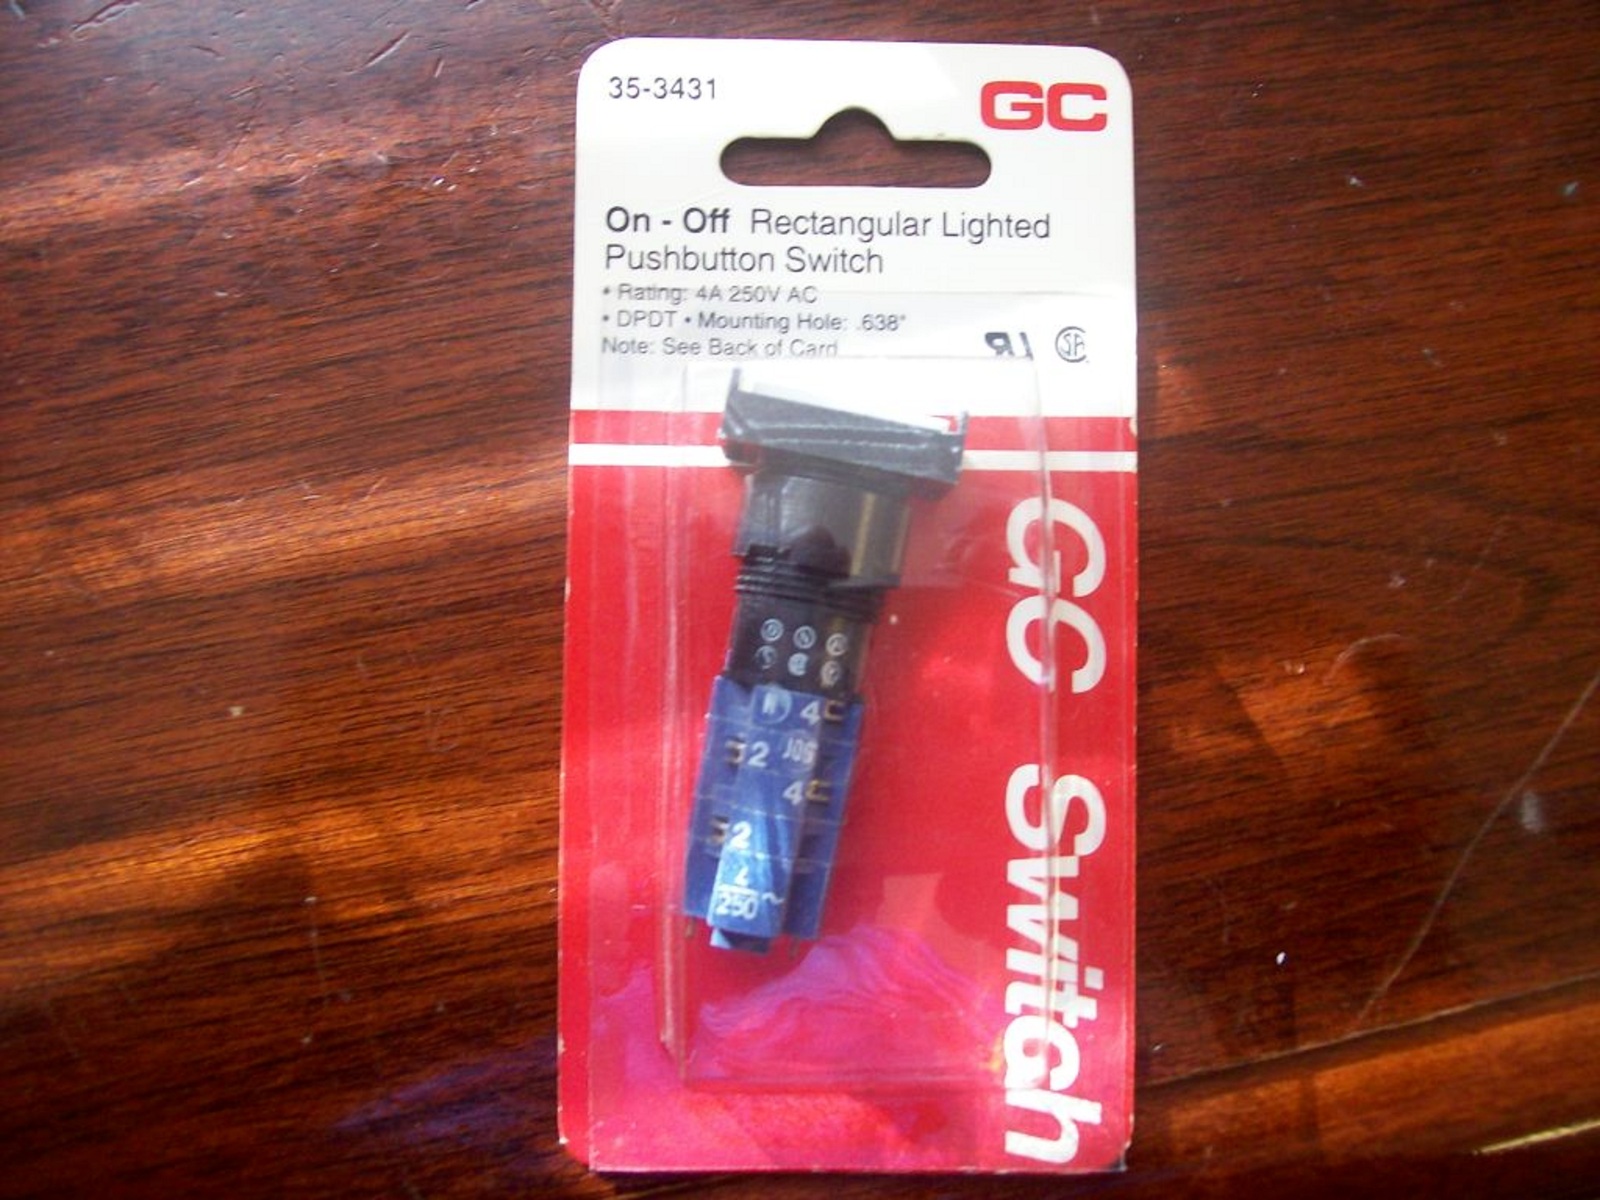 35-3431
GC
On - Off Rectangular Lighted
Pushbutton Switch
• Rating: 4A 250V AC
• DPDT • Mounting Hole: .638"
Note: See Back of Card
GC Switch
4
2
4
2
250~